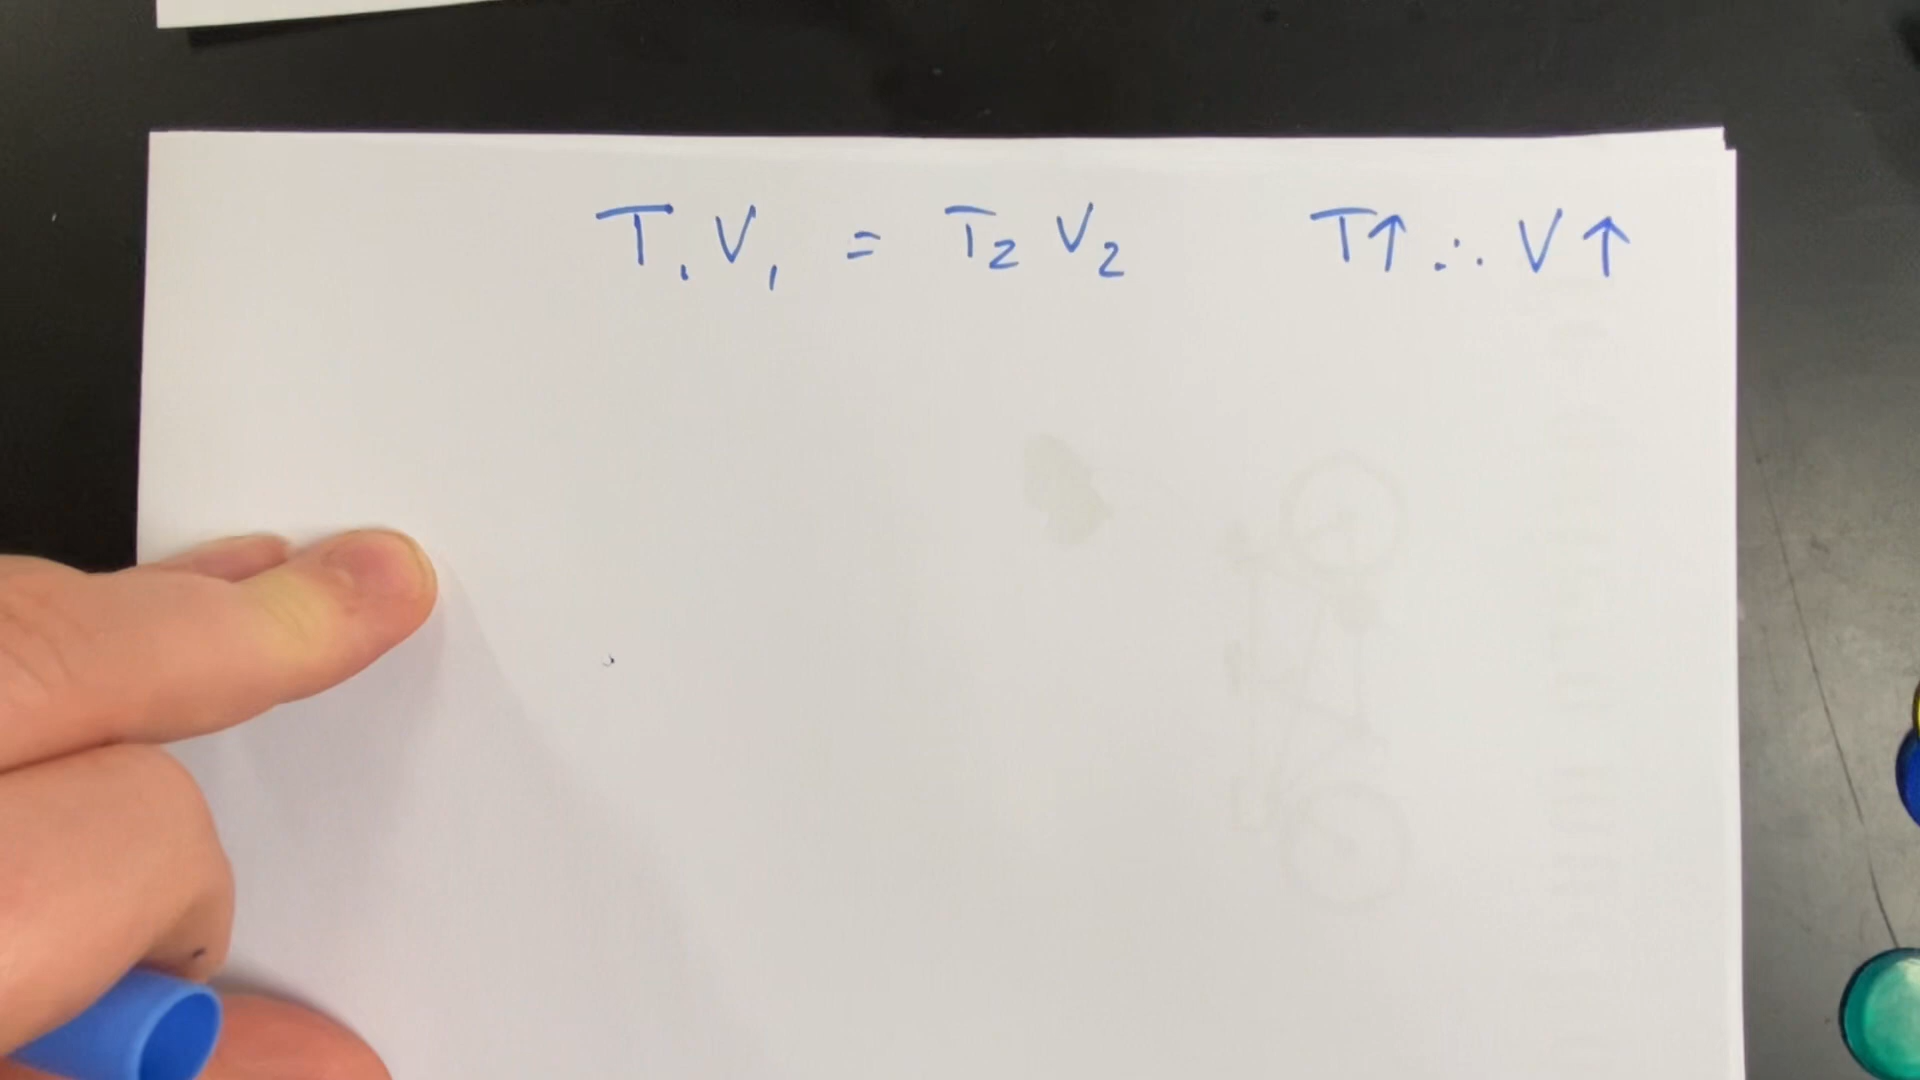 T₁V₁ = T₂V₂ T↑ ∴ V↑